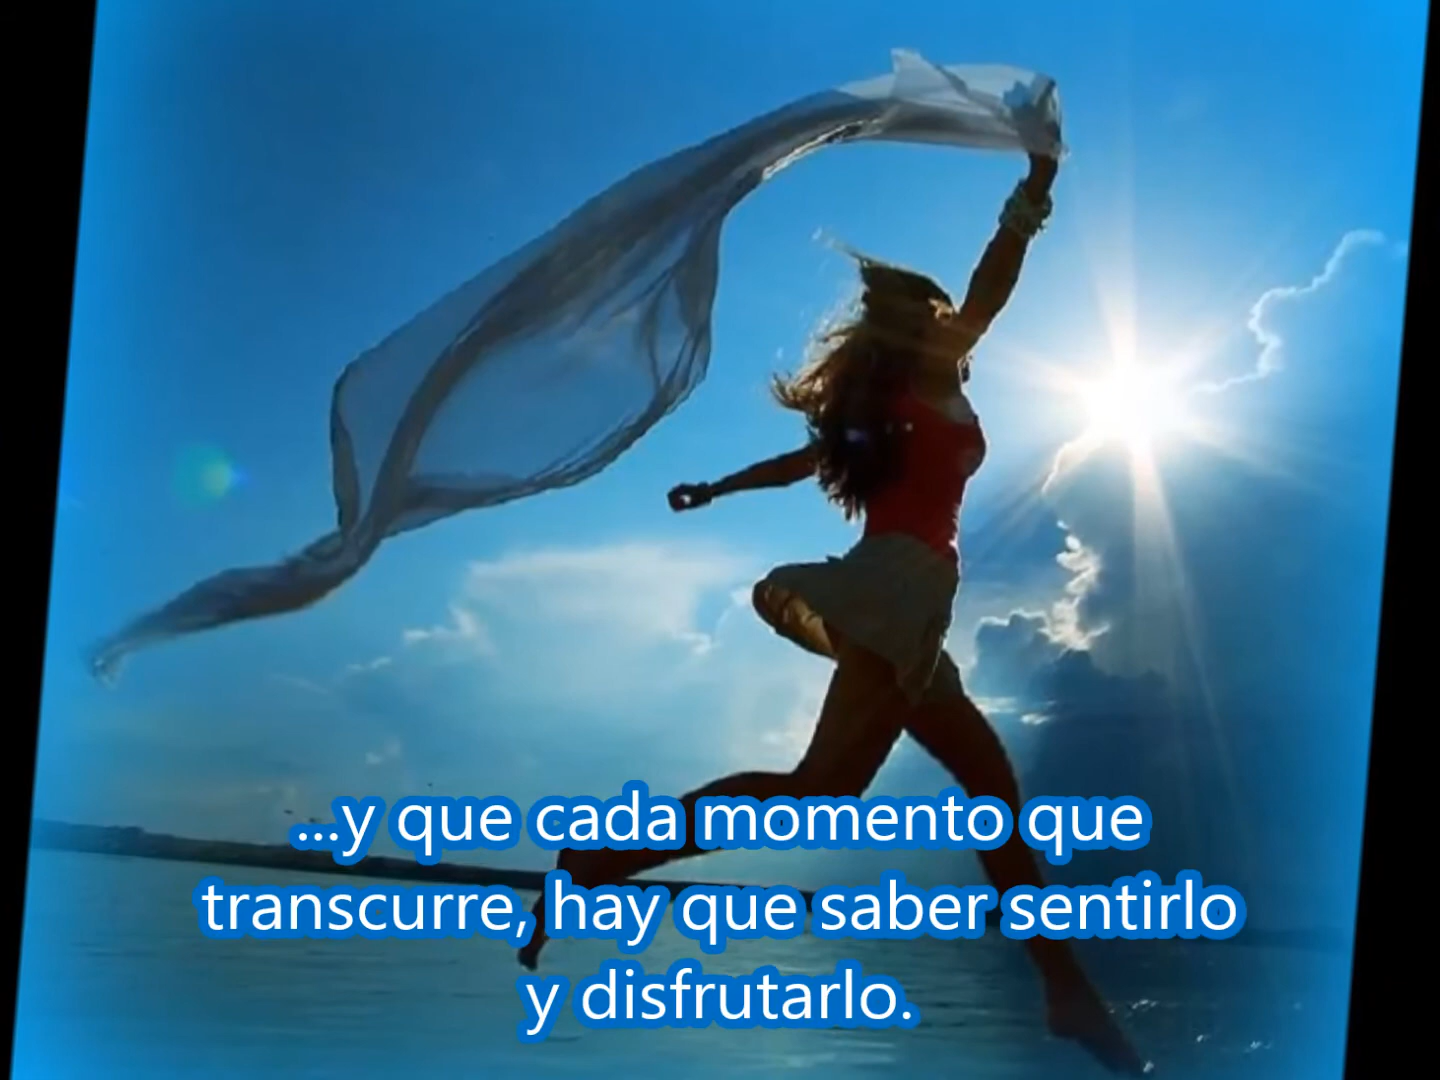 ...y que cada momento que
transcurre, hay que saber sentirlo
y disfrutarlo.